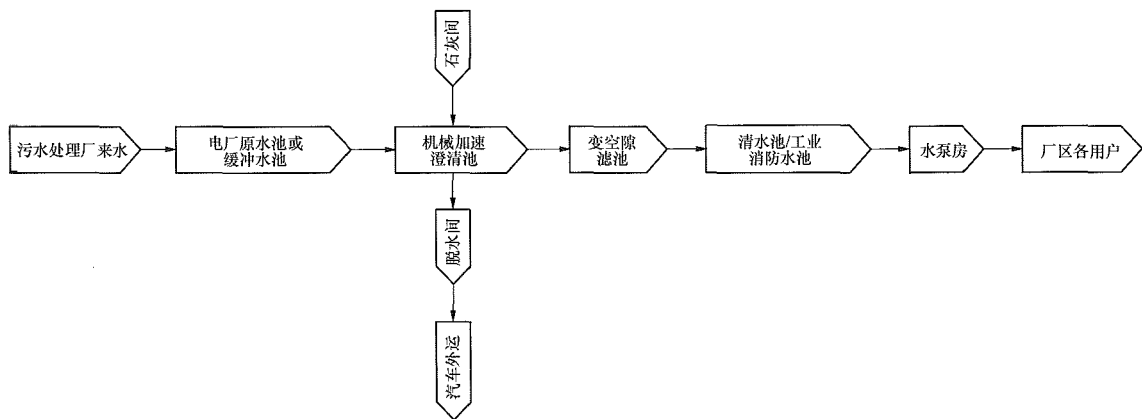 石灰间
污水处理厂来水
电厂原水池或
缓冲水池
机械加速
澄清池
变空隙
滤池
清水池/工业
消防水池
水泵房
厂区各用户
脱水间
汽车外运